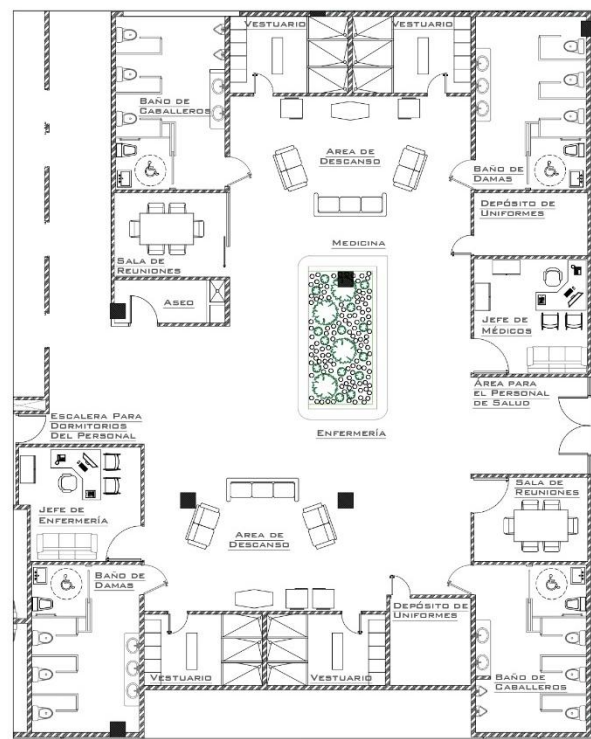 VESTUARIO
VESTUARIO
BAÑO DE
CABALLEROS
AREA DE
DESCANSO
BAÑO DE
DAMAS
DEPÓSITO DE
UNIFORMES
MEDICINA
SALA DE
REUNIONES
ASEO
JEFE DE
MÉDICOS
ÁREA PARA
EL PERSONAL
DE SALUD
ESCALERA PARA
DORMITORIOS
DEL PERSONAL
ENFERMERÍA
SALA DE
REUNIONES
JEFE DE
ENFERMERÍA
AREA DE
DESCANSO
BAÑO DE
DAMAS
DEPÓSITO DE
UNIFORMES
VESTUARIO
VESTUARIO
BAÑO DE
CABALLEROS